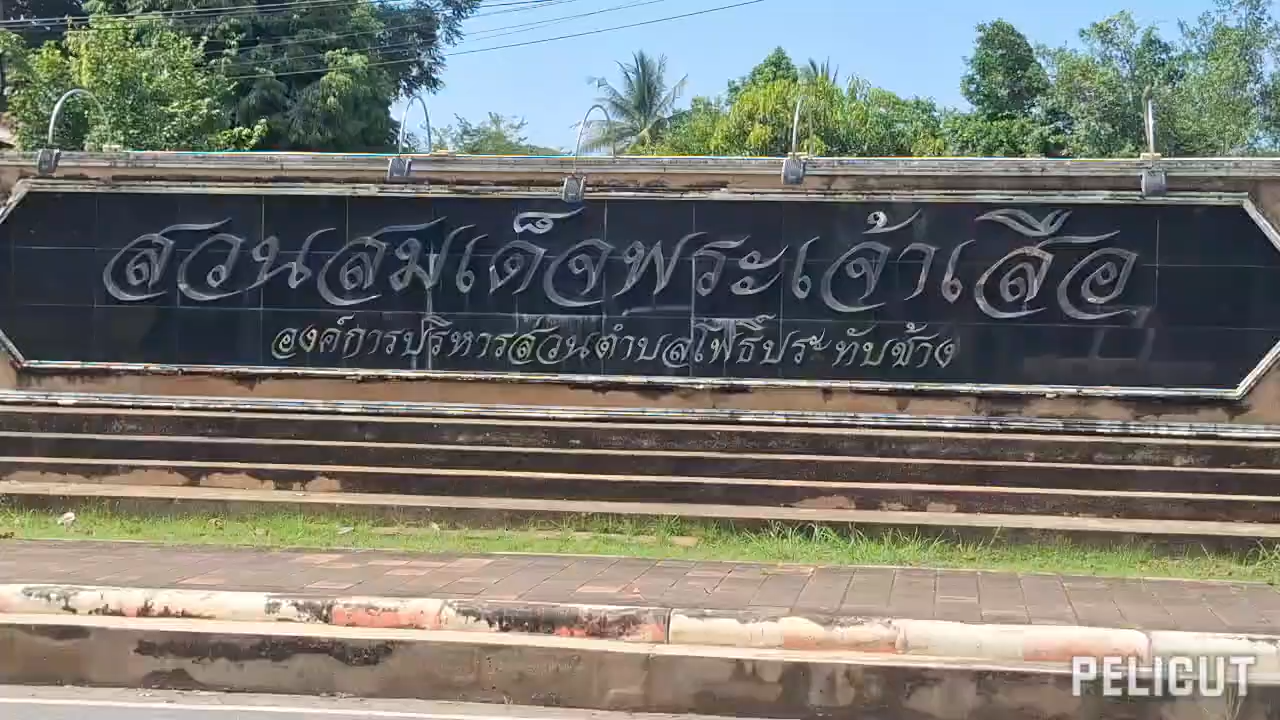 สวนสมเด็จพระเจ้าเสือ
องค์การบริหารส่วนตำบลโพธิ์ประทับช้าง
PELICUT